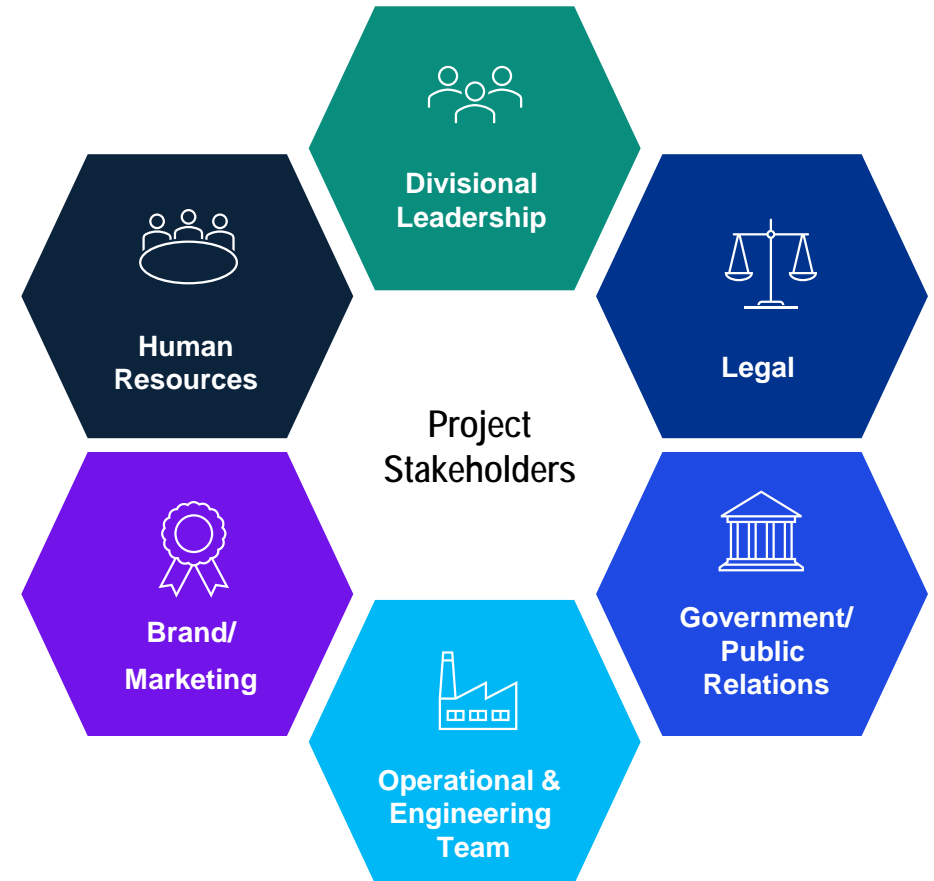 Divisional
Leadership
Human
Resources
Legal
Project
Stakeholders
Brand/
Marketing
Government/
Public
Relations
Operational &
Engineering
Team